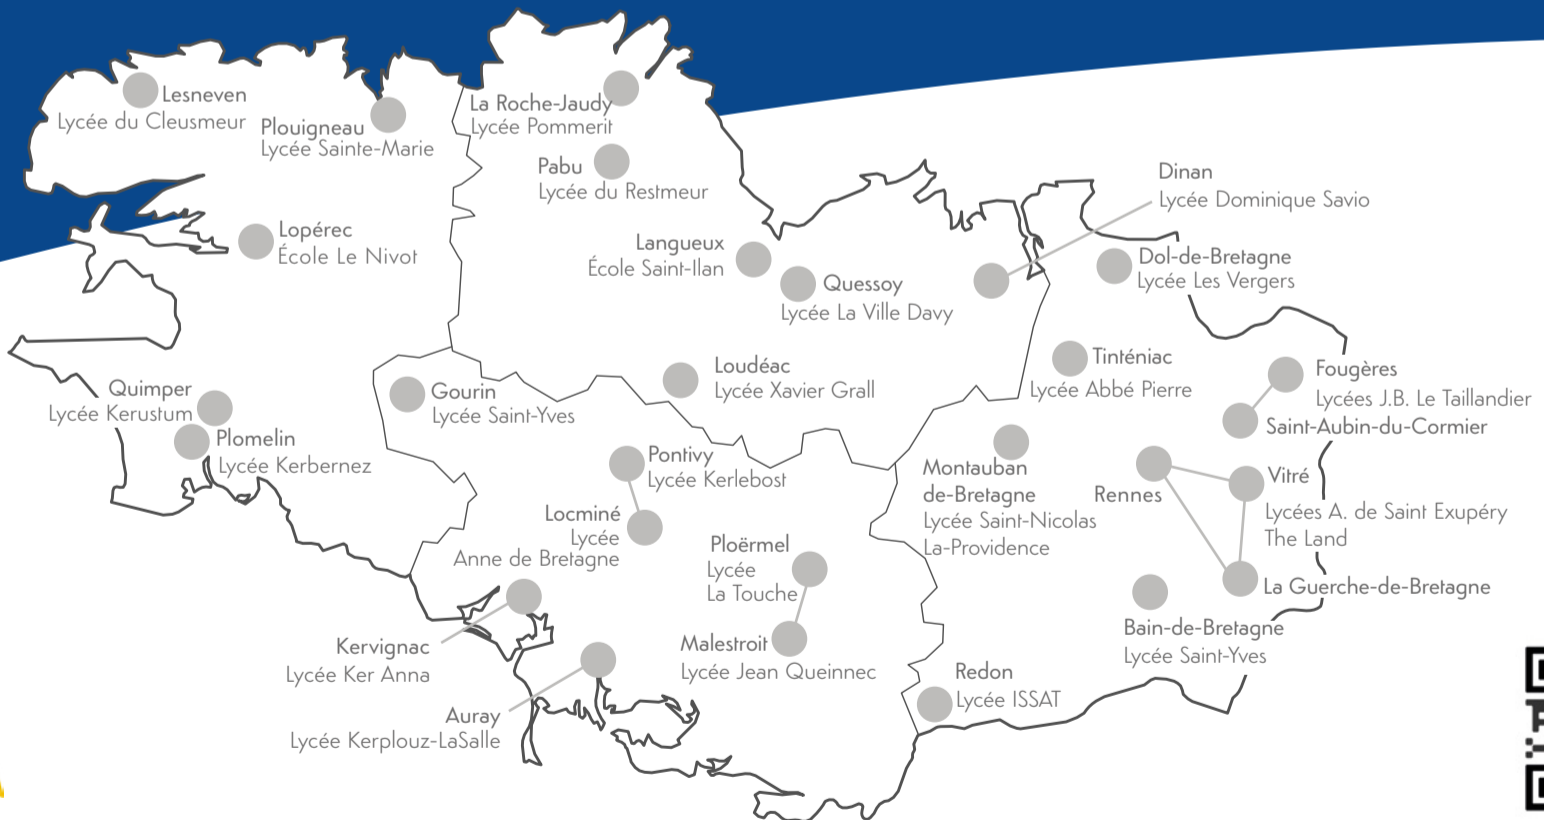 Lesneven
Lycée du Cleusmeur
Plouigneau
Lycée Sainte-Marie
La Roche-Jaudy
Lycée Pommerit
Pabu
Lycée du Restmeur
Dinan
Lycée Dominique Savio
Lopérec
École Le Nivot
Langueux
École Saint-Ilan
Quessoy
Lycée La Ville Davy
Dol-de-Bretagne
Lycée Les Vergers
Quimper
Lycée Kerustum
Plomelin
Lycée Kerbernez
Gourin
Lycée Saint-Yves
Loudéac
Lycée Xavier Grall
Tinténiac
Lycée Abbé Pierre
Fougères
Lycées J.B. Le Taillandier
Saint-Aubin-du-Cormier
Pontivy
Lycée Kerlebost
Locminé
Lycée
Anne de Bretagne
Montauban
de-Bretagne
Lycée Saint-Nicolas
La-Providence
Rennes
Vitré
Lycées A. de Saint Exupéry
The Land
La Guerche-de-Bretagne
Ploërmel
Lycée
La Touche
Malestroit
Lycée Jean Queinnec
Kervignac
Lycée Ker Anna
Auray
Lycée Kerplouz-LaSalle
Bain-de-Bretagne
Lycée Saint-Yves
Redon
Lycée ISSAT